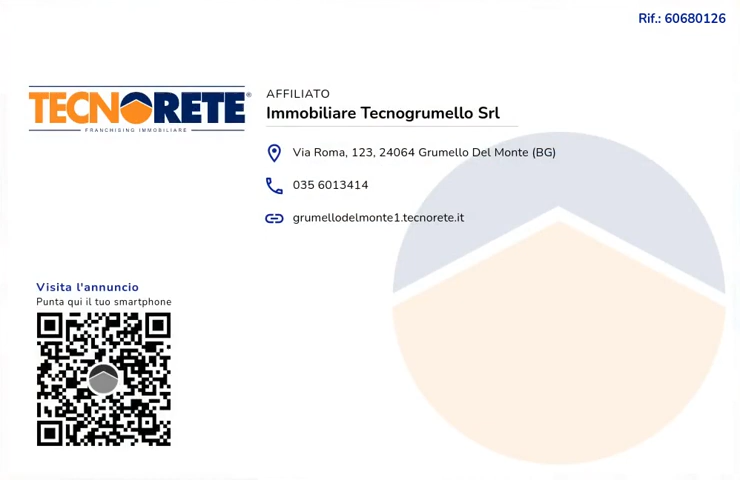 Rif.: 60680126
TECNORETE®
FRANCHISING IMMOBILIARE
AFFILIATO
Immobiliare Tecnogrumello Srl
Via Roma, 123, 24064 Grumello Del Monte (BG)
035 6013414
grumellodelmonte1.tecnorete.it
Visita l'annuncio
Punta qui il tuo smartphone